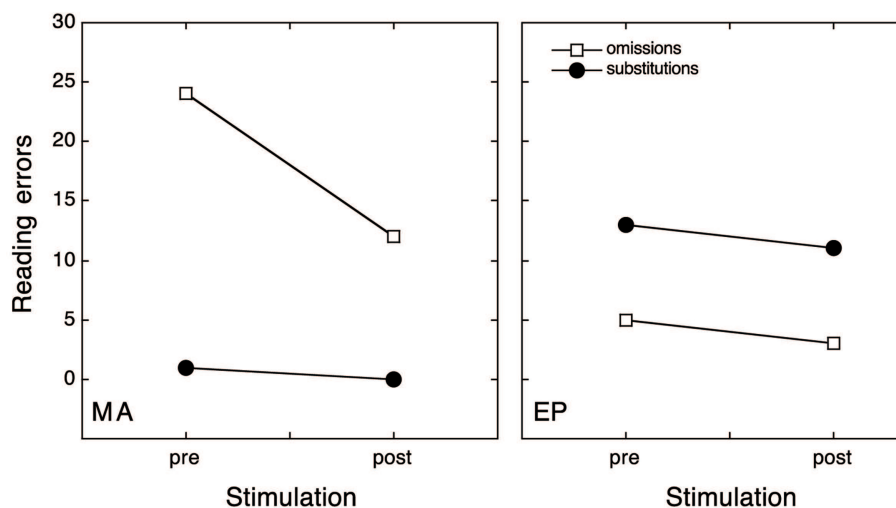 30
25
20
15
10
5
0
Reading errors
MA
pre
post
Stimulation
omissions
substitutions
EP
pre
post
Stimulation